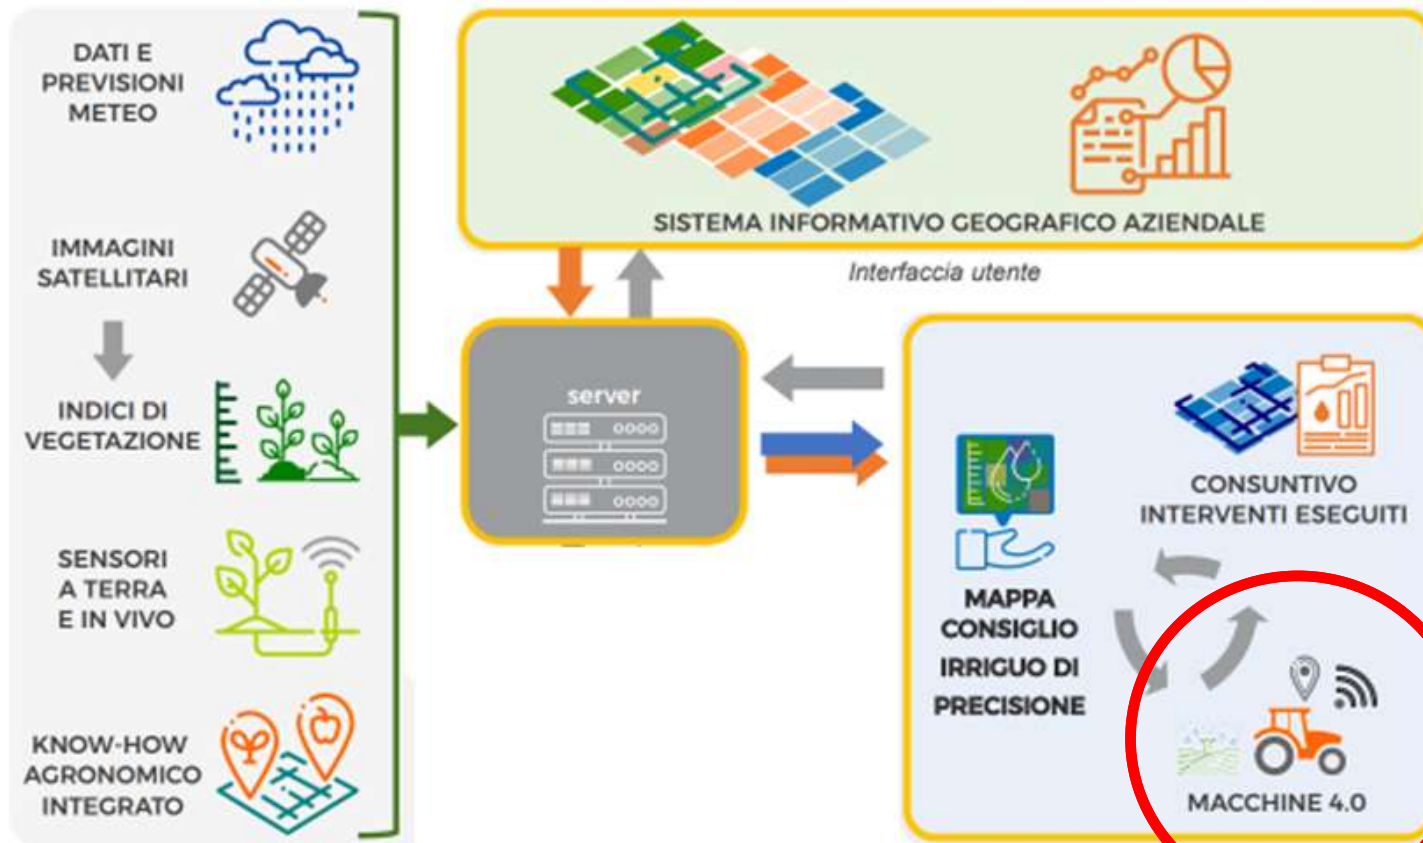 DATI E
PREVISIONI
METEO
IMMAGINI
SATELLITARI
INDICI DI
VEGETAZIONE
SENSORI
A TERRA
E IN VIVO
KNOW-HOW
AGRONOMICO
INTEGRATO
SISTEMA INFORMATIVO GEOGRAFICO AZIENDALE
Interfaccia utente
server
MAPPA
CONSIGLIO
IRRIGUO DI
PRECISIONE
CONSUNTIVO
INTERVENTI ESEGUITI
MACCHINE 4.0